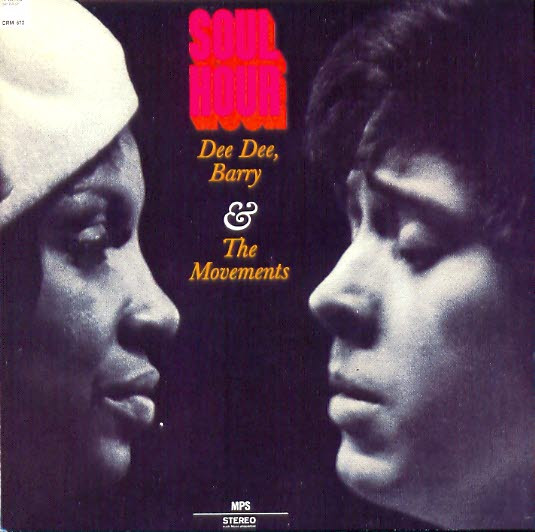 SOUL
HOUR
Dee Dee,
Barry
&
The
Movements
MPS
STEREO